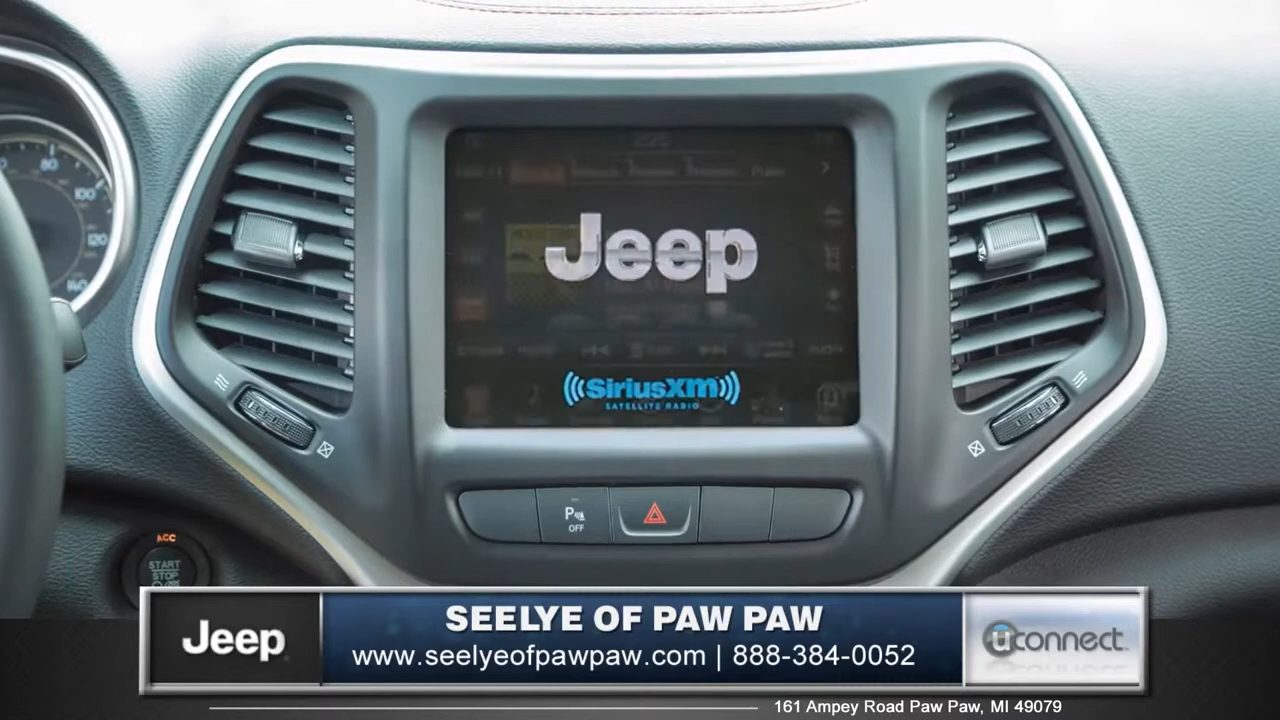 80
100
120
140
Jeep
SiriusXM
SATELLITE RADIO
P
OFF
ACC
START
STOP
Jeep
SEELYE OF PAW PAW
www.seelyeofpawpaw.com | 888-384-0052
uconnect
161 Ampey Road Paw Paw, MI 49079